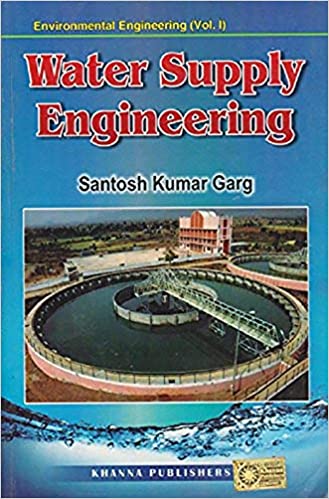 Environmental Engineering (Vol. I)
Water Supply
Engineering
Santosh Kumar Garg
KHANNA PUBLISHERS